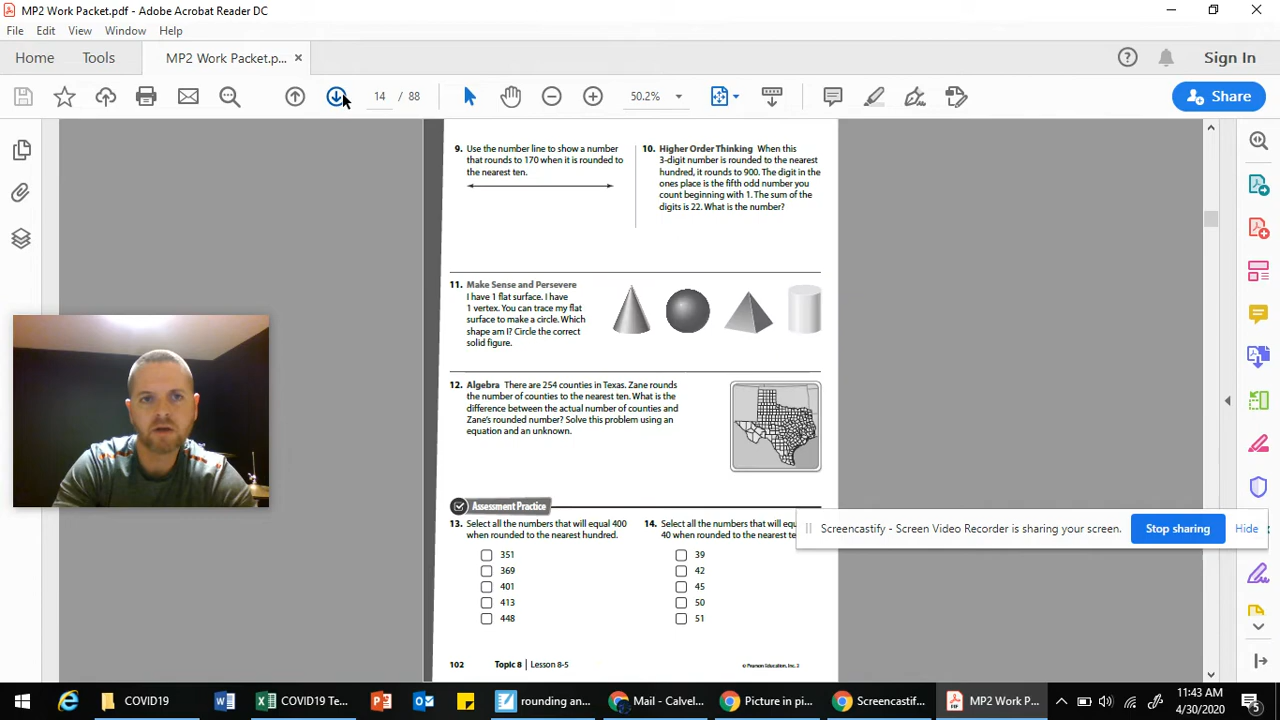 MP2 Work Packet.pdf - Adobe Acrobat Reader DC
File Edit View Window Help
Home Tools MP2 Work Packet.p... ×
Sign In
14 / 88
50.2%
Share
9. Use the number line to show a number
that rounds to 170 when it is rounded to
the nearest ten.
10. Higher Order Thinking When this
3-digit number is rounded to the nearest
hundred, it rounds to 900. The digit in the
ones place is the fifth odd number you
count beginning with 1. The sum of the
digits is 22. What is the number?
11. Make Sense and Persevere
I have 1 flat surface. I have
1 vertex. You can trace my flat
surface to make a circle. Which
shape am I? Circle the correct
solid figure.
12. Algebra There are 254 counties in Texas. Zane rounds
the number of counties to the nearest ten. What is the
difference between the actual number of counties and
Zane's rounded number? Solve this problem using an
equation and an unknown.
Assessment Practice
13. Select all the numbers that will equal 400
when rounded to the nearest hundred.
351
369
401
413
448
14. Select all the numbers that will equ
40 when rounded to the nearest te
39
42
45
50
51
Screencastify - Screen Video Recorder is sharing your screen.
Stop sharing
Hide
102 Topic 8 | Lesson 8-5
© Pearson Education, Inc. 3
COVID19
COVID19 Te...
rounding an...
Mail - Calvel...
Picture in pi...
Screencastif...
MP2 Work P...
11:43 AM
4/30/2020
5